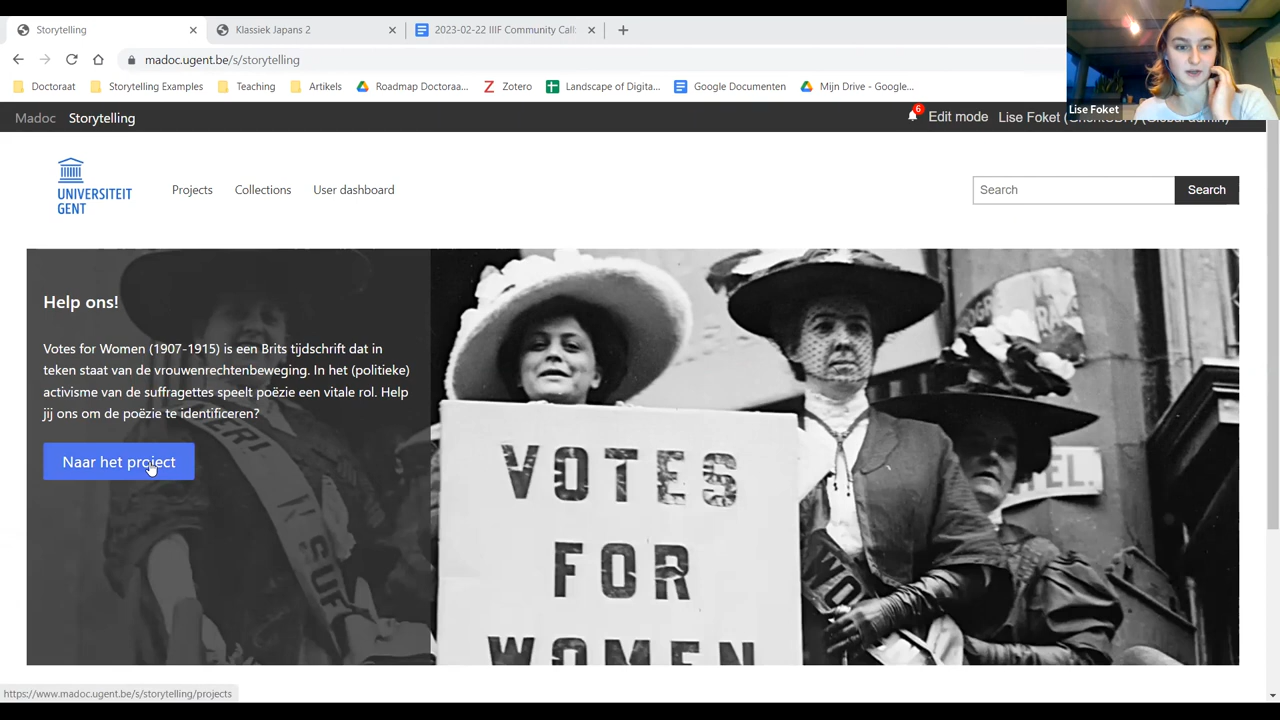 Storytelling
Klassiek Japans 2
2023-02-22 IIIF Community Call:
madoc.ugent.be/s/storytelling
Doctoraat
Storytelling Examples
Teaching
Artikels
Roadmap Doctoraa...
Zotero
Landscape of Digita...
Google Documenten
Mijn Drive - Google...
Lise Foket
Madoc Storytelling
6
Edit mode
Lise Foket
UNIVERSITEIT
GENT
Projects
Collections
User dashboard
Search
Search
Help ons!
Votes for Women (1907-1915) is een Brits tijdschrift dat in
teken staat van de vrouwenrechtenbeweging. In het (politieke)
activisme van de suffragettes speelt poëzie een vitale rol. Help
jij ons om de poëzie te identificeren?
Naar het project
VOTES
FOR
WOMEN
https://www.madoc.ugent.be/s/storytelling/projects